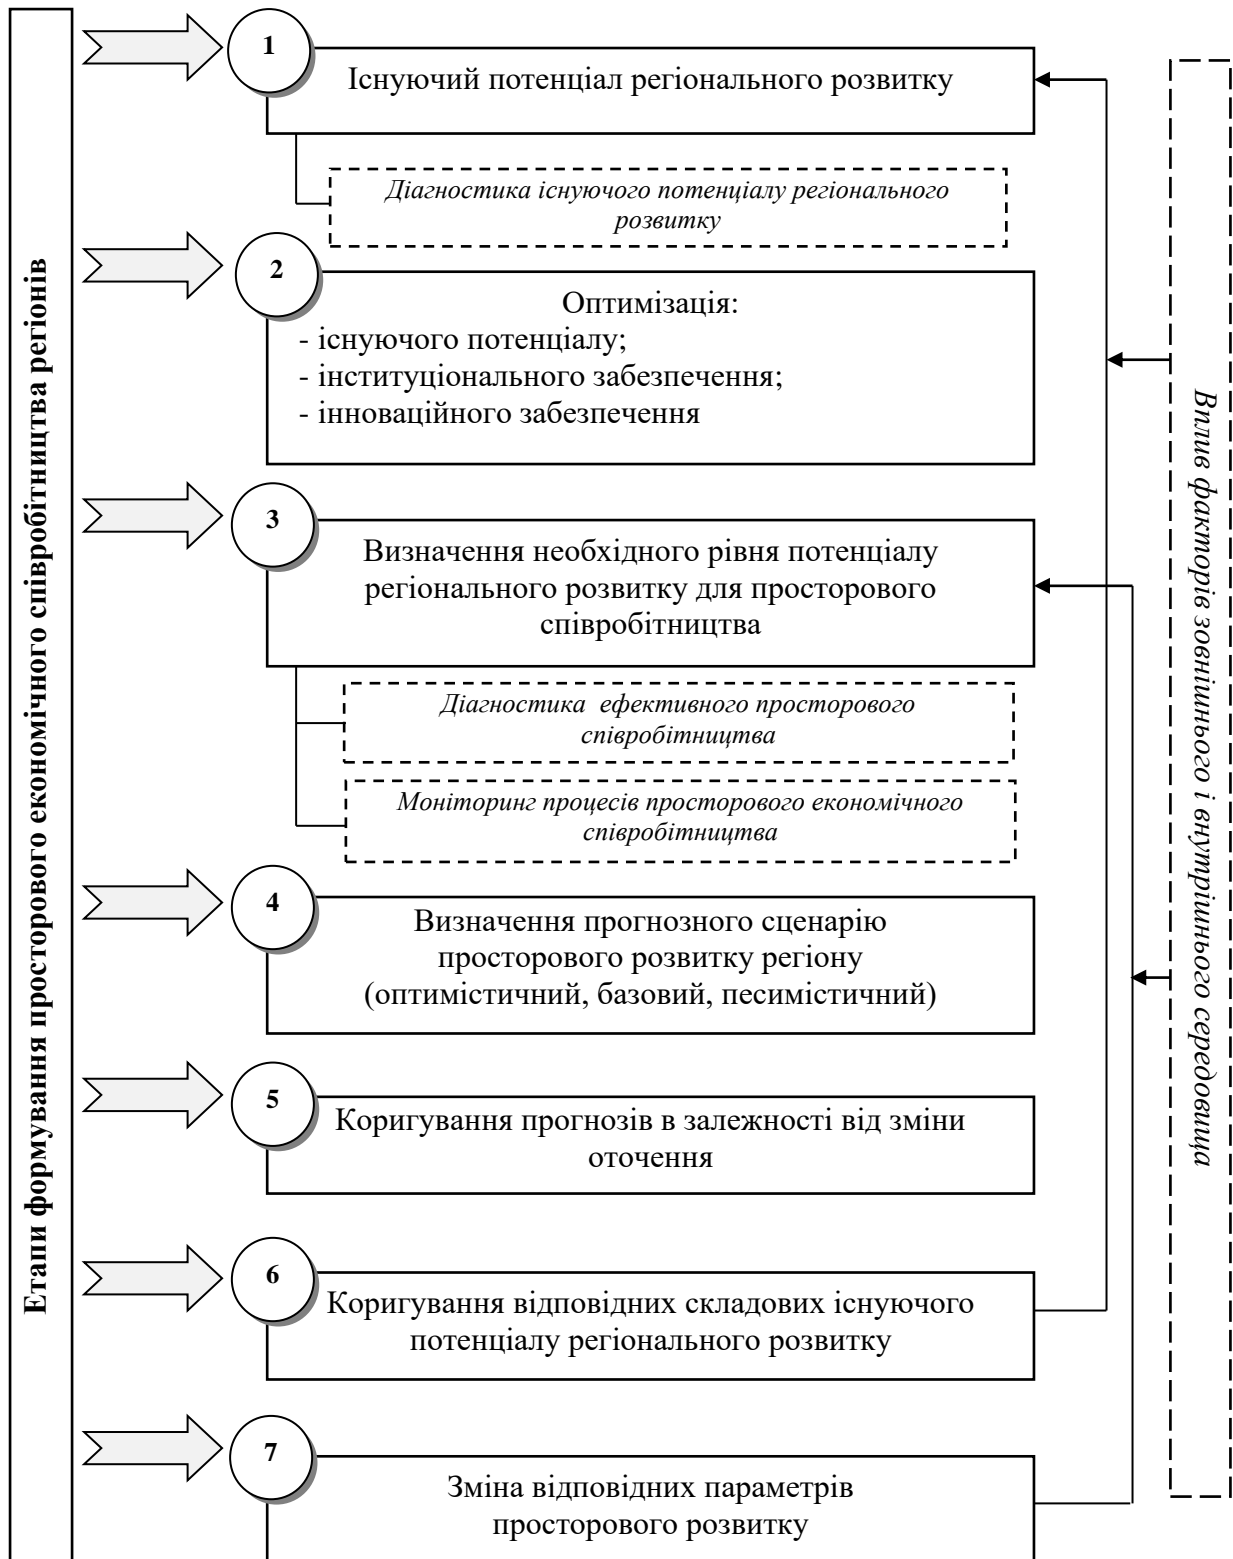 Етапи формування просторового економічного співробітництва регіонів
1
Існуючий потенціал регіонального розвитку
Діагностика існуючого потенціалу регіонального
розвитку
2
Оптимізація:
- існуючого потенціалу;
- інституціонального забезпечення;
- інноваційного забезпечення
3
Визначення необхідного рівня потенціалу
регіонального розвитку для просторового
співробітництва
Діагностика ефективного просторового
співробітництва
Моніторинг процесів просторового економічного
співробітництва
4
Визначення прогнозного сценарію
просторового розвитку регіону
(оптимістичний, базовий, песимістичний)
5
Коригування прогнозів в залежності від зміни
оточення
6
Коригування відповідних складових існуючого
потенціалу регіонального розвитку
7
Зміна відповідних параметрів
просторового розвитку
Вплив факторів зовнішнього і внутрішнього середовища